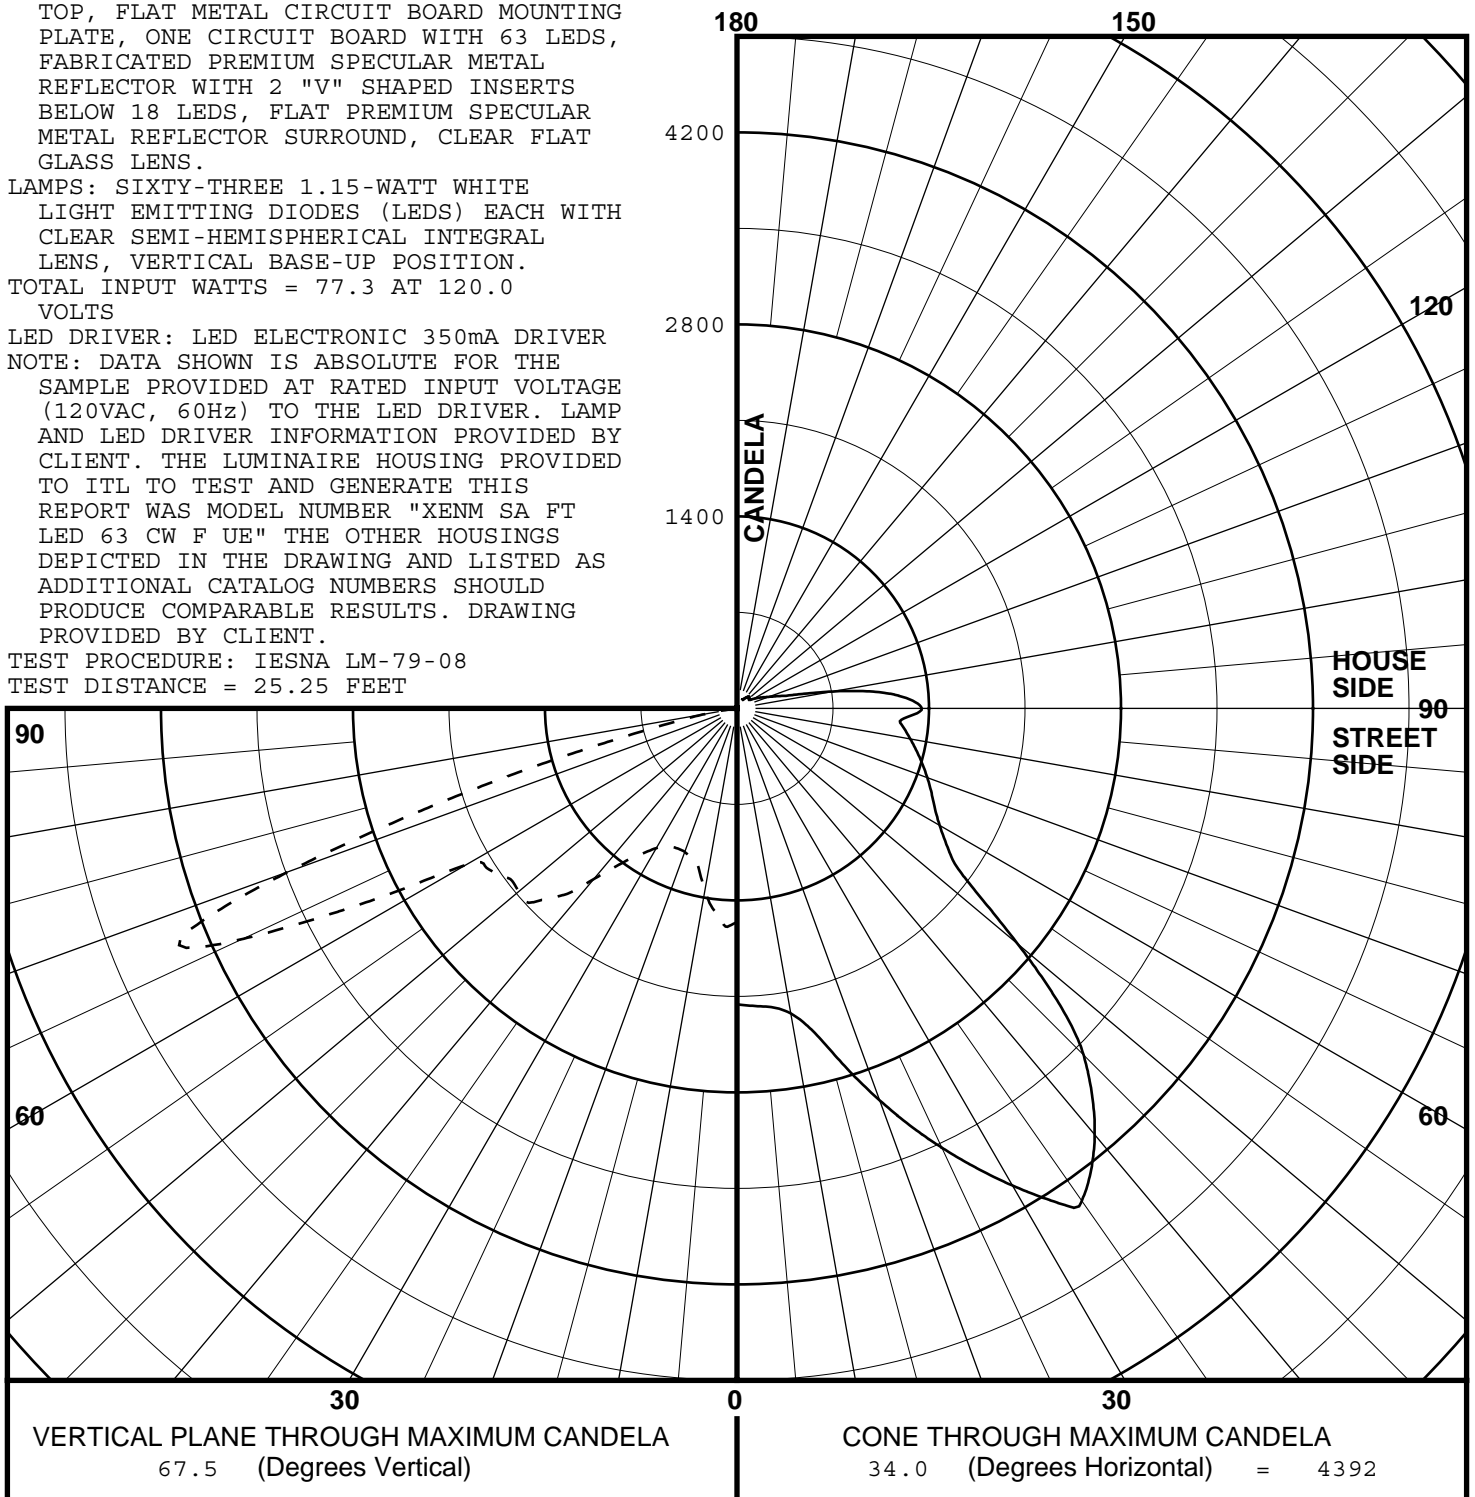 TOP, FLAT METAL CIRCUIT BOARD MOUNTING
PLATE, ONE CIRCUIT BOARD WITH 63 LEDS,
FABRICATED PREMIUM SPECULAR METAL
REFLECTOR WITH 2 "V" SHAPED INSERTS
BELOW 18 LEDS, FLAT PREMIUM SPECULAR
METAL REFLECTOR SURROUND, CLEAR FLAT
GLASS LENS.
LAMPS: SIXTY-THREE 1.15-WATT WHITE
LIGHT EMITTING DIODES (LEDS) EACH WITH
CLEAR SEMI-HEMISPHERICAL INTEGRAL
LENS, VERTICAL BASE-UP POSITION.
TOTAL INPUT WATTS = 77.3 AT 120.0
VOLTS
LED DRIVER: LED ELECTRONIC 350mA DRIVER
NOTE: DATA SHOWN IS ABSOLUTE FOR THE
SAMPLE PROVIDED AT RATED INPUT VOLTAGE
(120VAC, 60Hz) TO THE LED DRIVER. LAMP
AND LED DRIVER INFORMATION PROVIDED BY
CLIENT. THE LUMINAIRE HOUSING PROVIDED
TO ITL TO TEST AND GENERATE THIS
REPORT WAS MODEL NUMBER "XENM SA FT
LED 63 CW F UE" THE OTHER HOUSINGS
DEPICTED IN THE DRAWING AND LISTED AS
ADDITIONAL CATALOG NUMBERS SHOULD
PRODUCE COMPARABLE RESULTS. DRAWING
PROVIDED BY CLIENT.
TEST PROCEDURE: IESNA LM-79-08
TEST DISTANCE = 25.25 FEET
180
150
4200
120
2800
CANDELA
1400
HOUSE
SIDE
90
90
STREET
SIDE
60
60
30
0
30
VERTICAL PLANE THROUGH MAXIMUM CANDELA
67.5 (Degrees Vertical)
CONE THROUGH MAXIMUM CANDELA
34.0 (Degrees Horizontal) = 4392